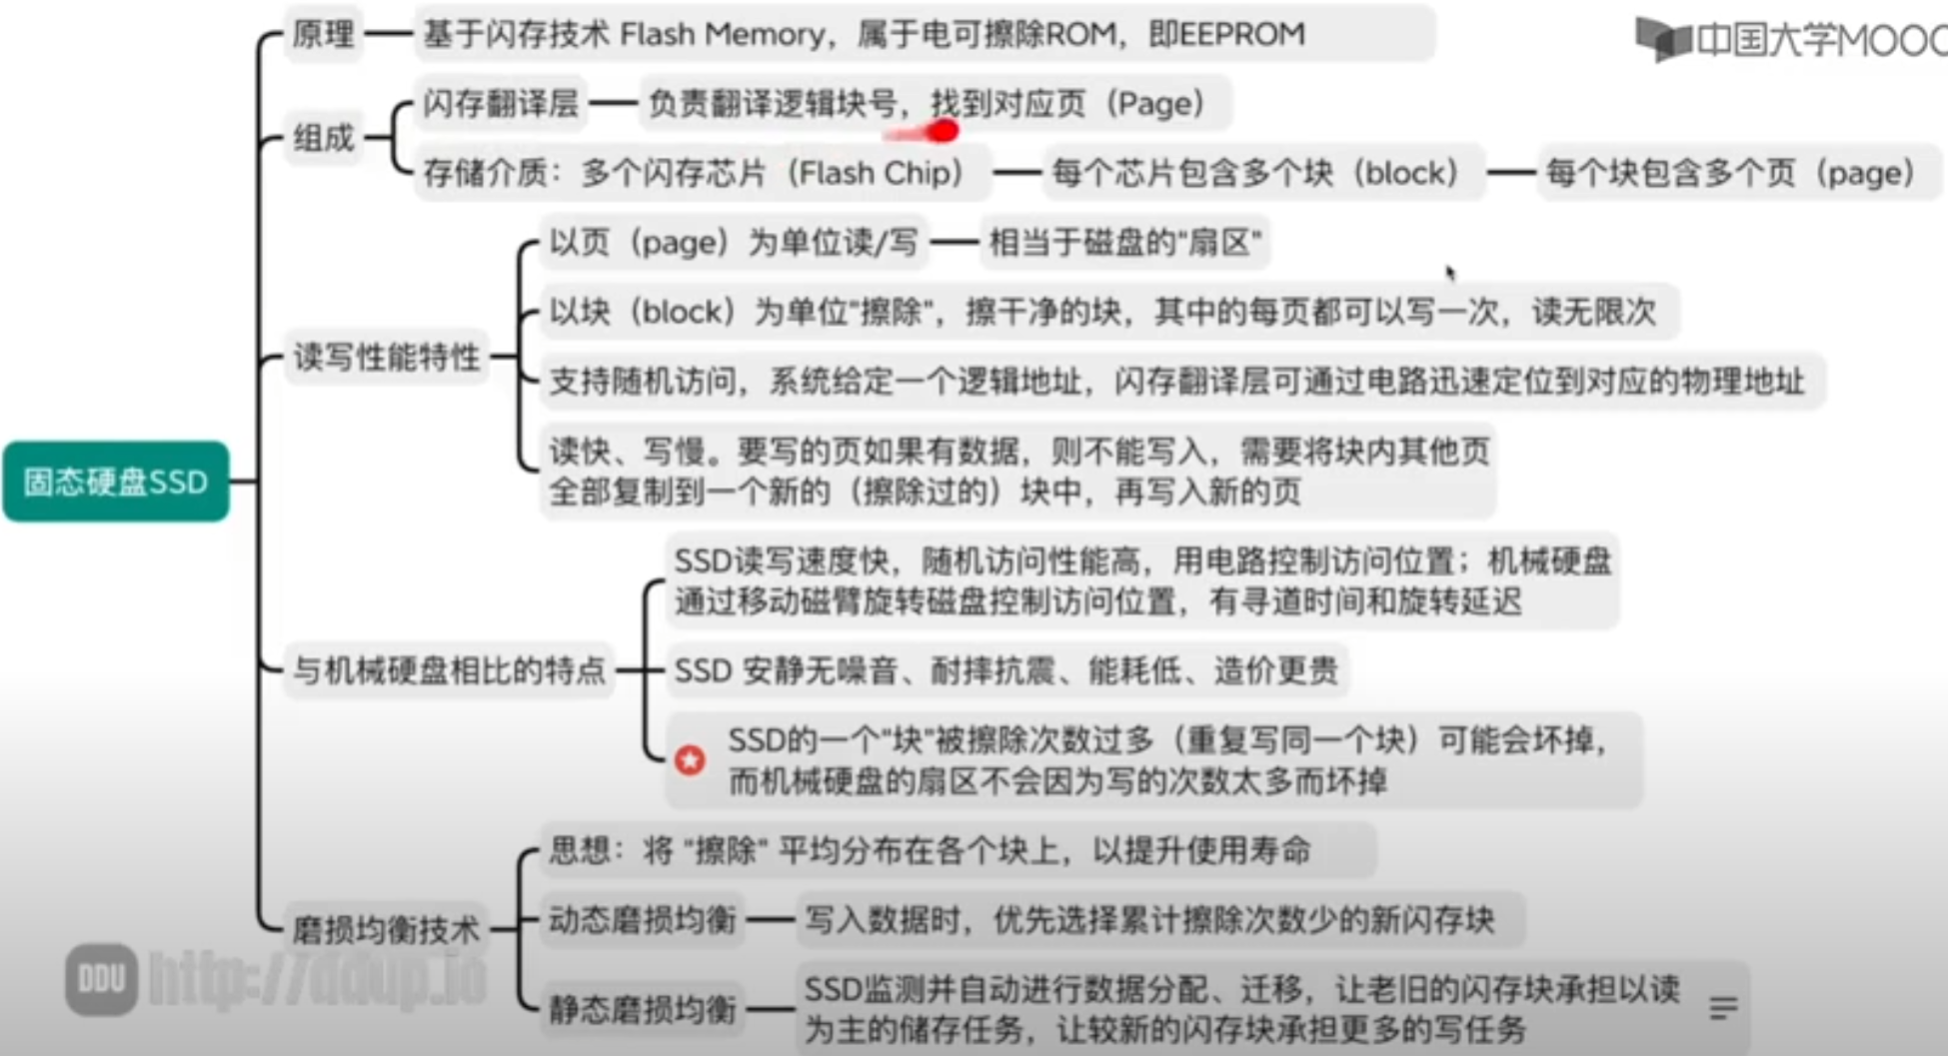 中国大学MOOC
原理
基于闪存技术 Flash Memory，属于电可擦除ROM，即EEPROM
组成
闪存翻译层
负责翻译逻辑块号，找到对应页（Page）
存储介质：多个闪存芯片（Flash Chip）
每个芯片包含多个块（block）
每个块包含多个页（page）
读写性能特性
以页（page）为单位读/写
相当于磁盘的"扇区"
以块（block）为单位"擦除"，擦干净的块，其中的每页都可以写一次，读无限次
支持随机访问，系统给定一个逻辑地址，闪存翻译层可通过电路迅速定位到对应的物理地址
读快、写慢。要写的页如果有数据，则不能写入，需要将块内其他页
全部复制到一个新的（擦除过的）块中，再写入新的页
固态硬盘SSD
与机械硬盘相比的特点
SSD读写速度快，随机访问性能高，用电路控制访问位置；机械硬盘
通过移动磁臂旋转磁盘控制访问位置，有寻道时间和旋转延迟
SSD 安静无噪音、耐摔抗震、能耗低、造价更贵
SSD的一个"块"被擦除次数过多（重复写同一个块）可能会坏掉，
而机械硬盘的扇区不会因为写的次数太多而坏掉
磨损均衡技术
思想：将 "擦除" 平均分布在各个块上，以提升使用寿命
动态磨损均衡
写入数据时，优先选择累计擦除次数少的新闪存块
静态磨损均衡
SSD监测并自动进行数据分配、迁移，让老旧的闪存块承担以读
为主的储存任务，让较新的闪存块承担更多的写任务
DDU http://ddup.io